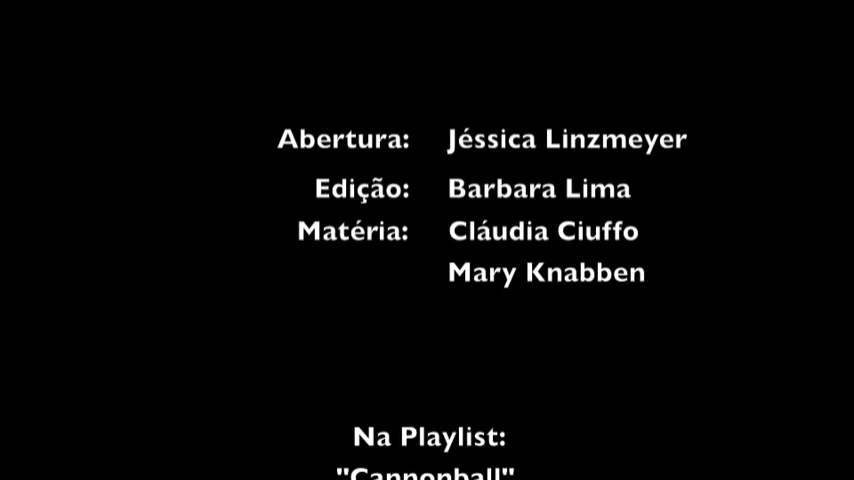 Abertura: Jéssica Linzmeyer
Edição: Barbara Lima
Matéria: Cláudia Ciuffo
Mary Knabben
Na Playlist:
"Cannonball"